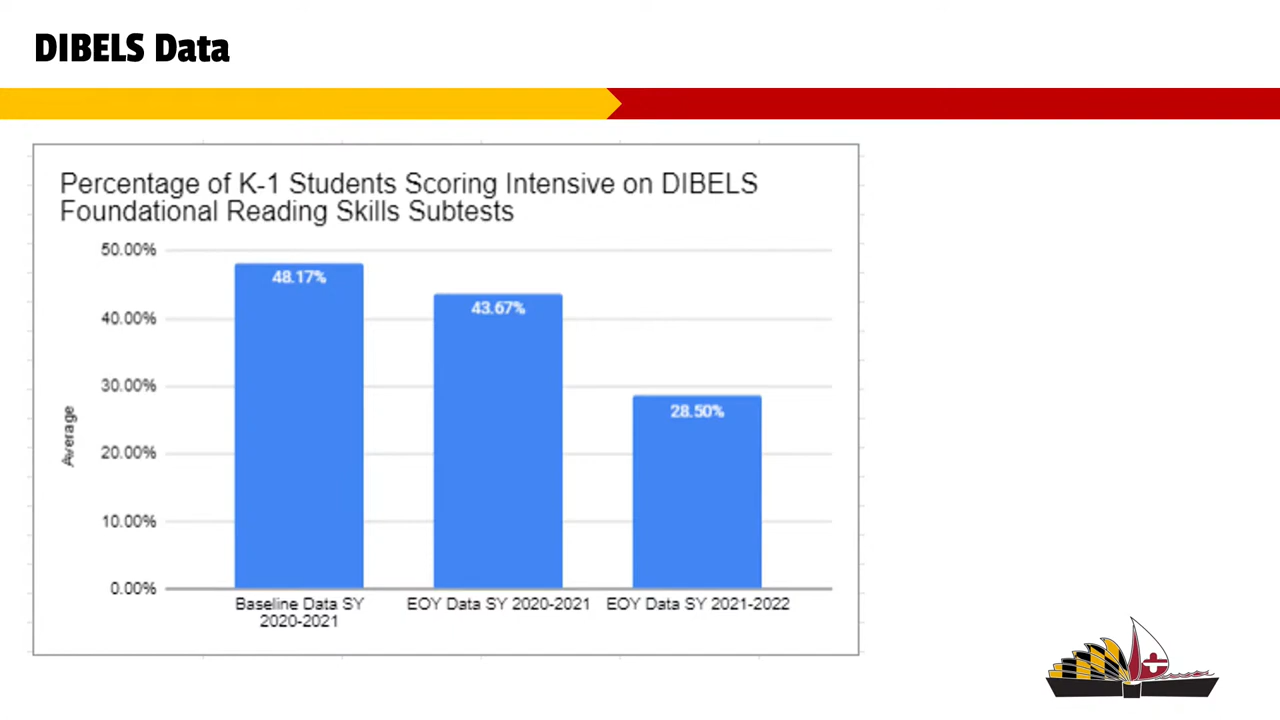 DIBELS Data
Percentage of K-1 Students Scoring Intensive on DIBELS
Foundational Reading Skills Subtests
50.00%
40.00%
30.00%
20.00%
10.00%
0.00%
Average
48.17%
43.67%
28.50%
Baseline Data SY
2020-2021
EOY Data SY 2020-2021
EOY Data SY 2021-2022